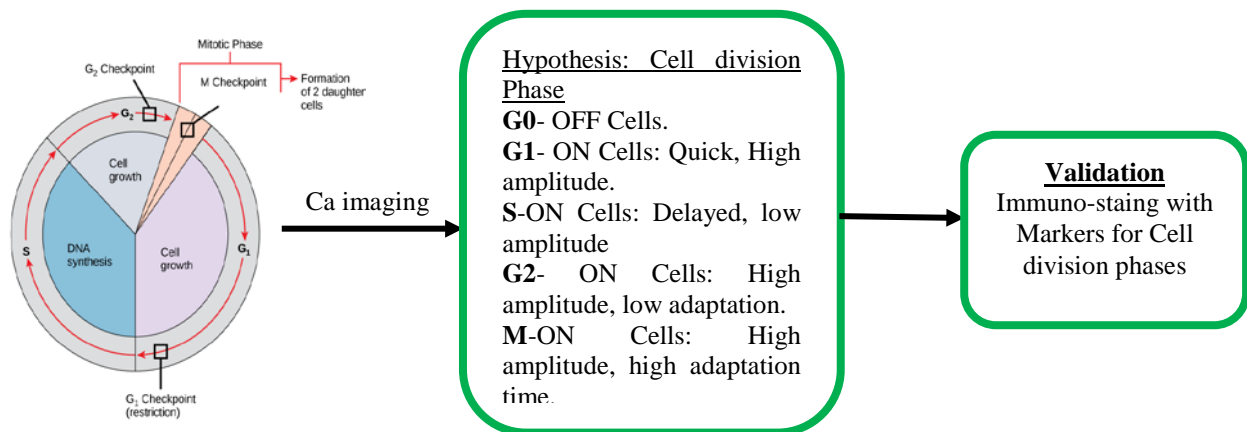 Mitotic Phase
G₂ Checkpoint
M Checkpoint
Formation
of 2 daughter
cells
G₂
Cell
growth
S
DNA
synthesis
Cell
growth
G₁
G₁ Checkpoint
(restriction)
Ca imaging
Hypothesis: Cell division
Phase
G0- OFF Cells.
G1- ON Cells: Quick, High
amplitude.
S-ON Cells: Delayed, low
amplitude
G2- ON Cells: High
amplitude, low adaptation.
M-ON Cells: High
amplitude, high adaptation
time.
Validation
Immuno-staing with
Markers for Cell
division phases